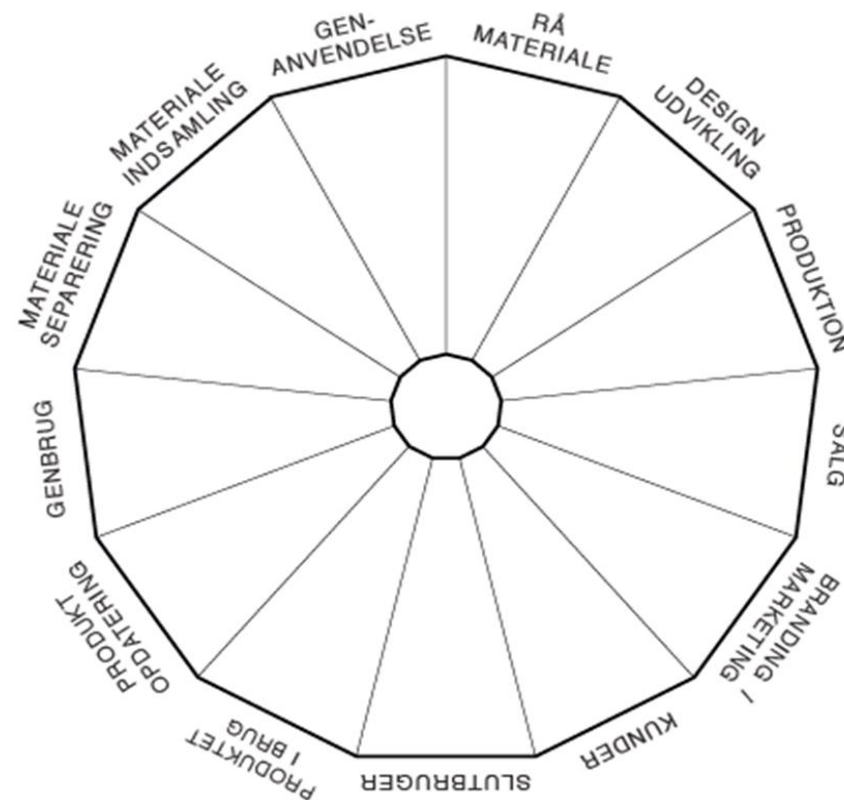 RÅ
MATERIALE
DESIGN
UDVIKLING
PRODUKTION
SALG
BRANDING /
MARKETING
KUNDER
SLUTBRUGER
PRODUKTET
I BRUG
PRODUKT
OPDATERING
GENBRUG
MATERIALE
SEPARERING
MATERIALE
INDSAMLING
GEN-
ANVENDELSE